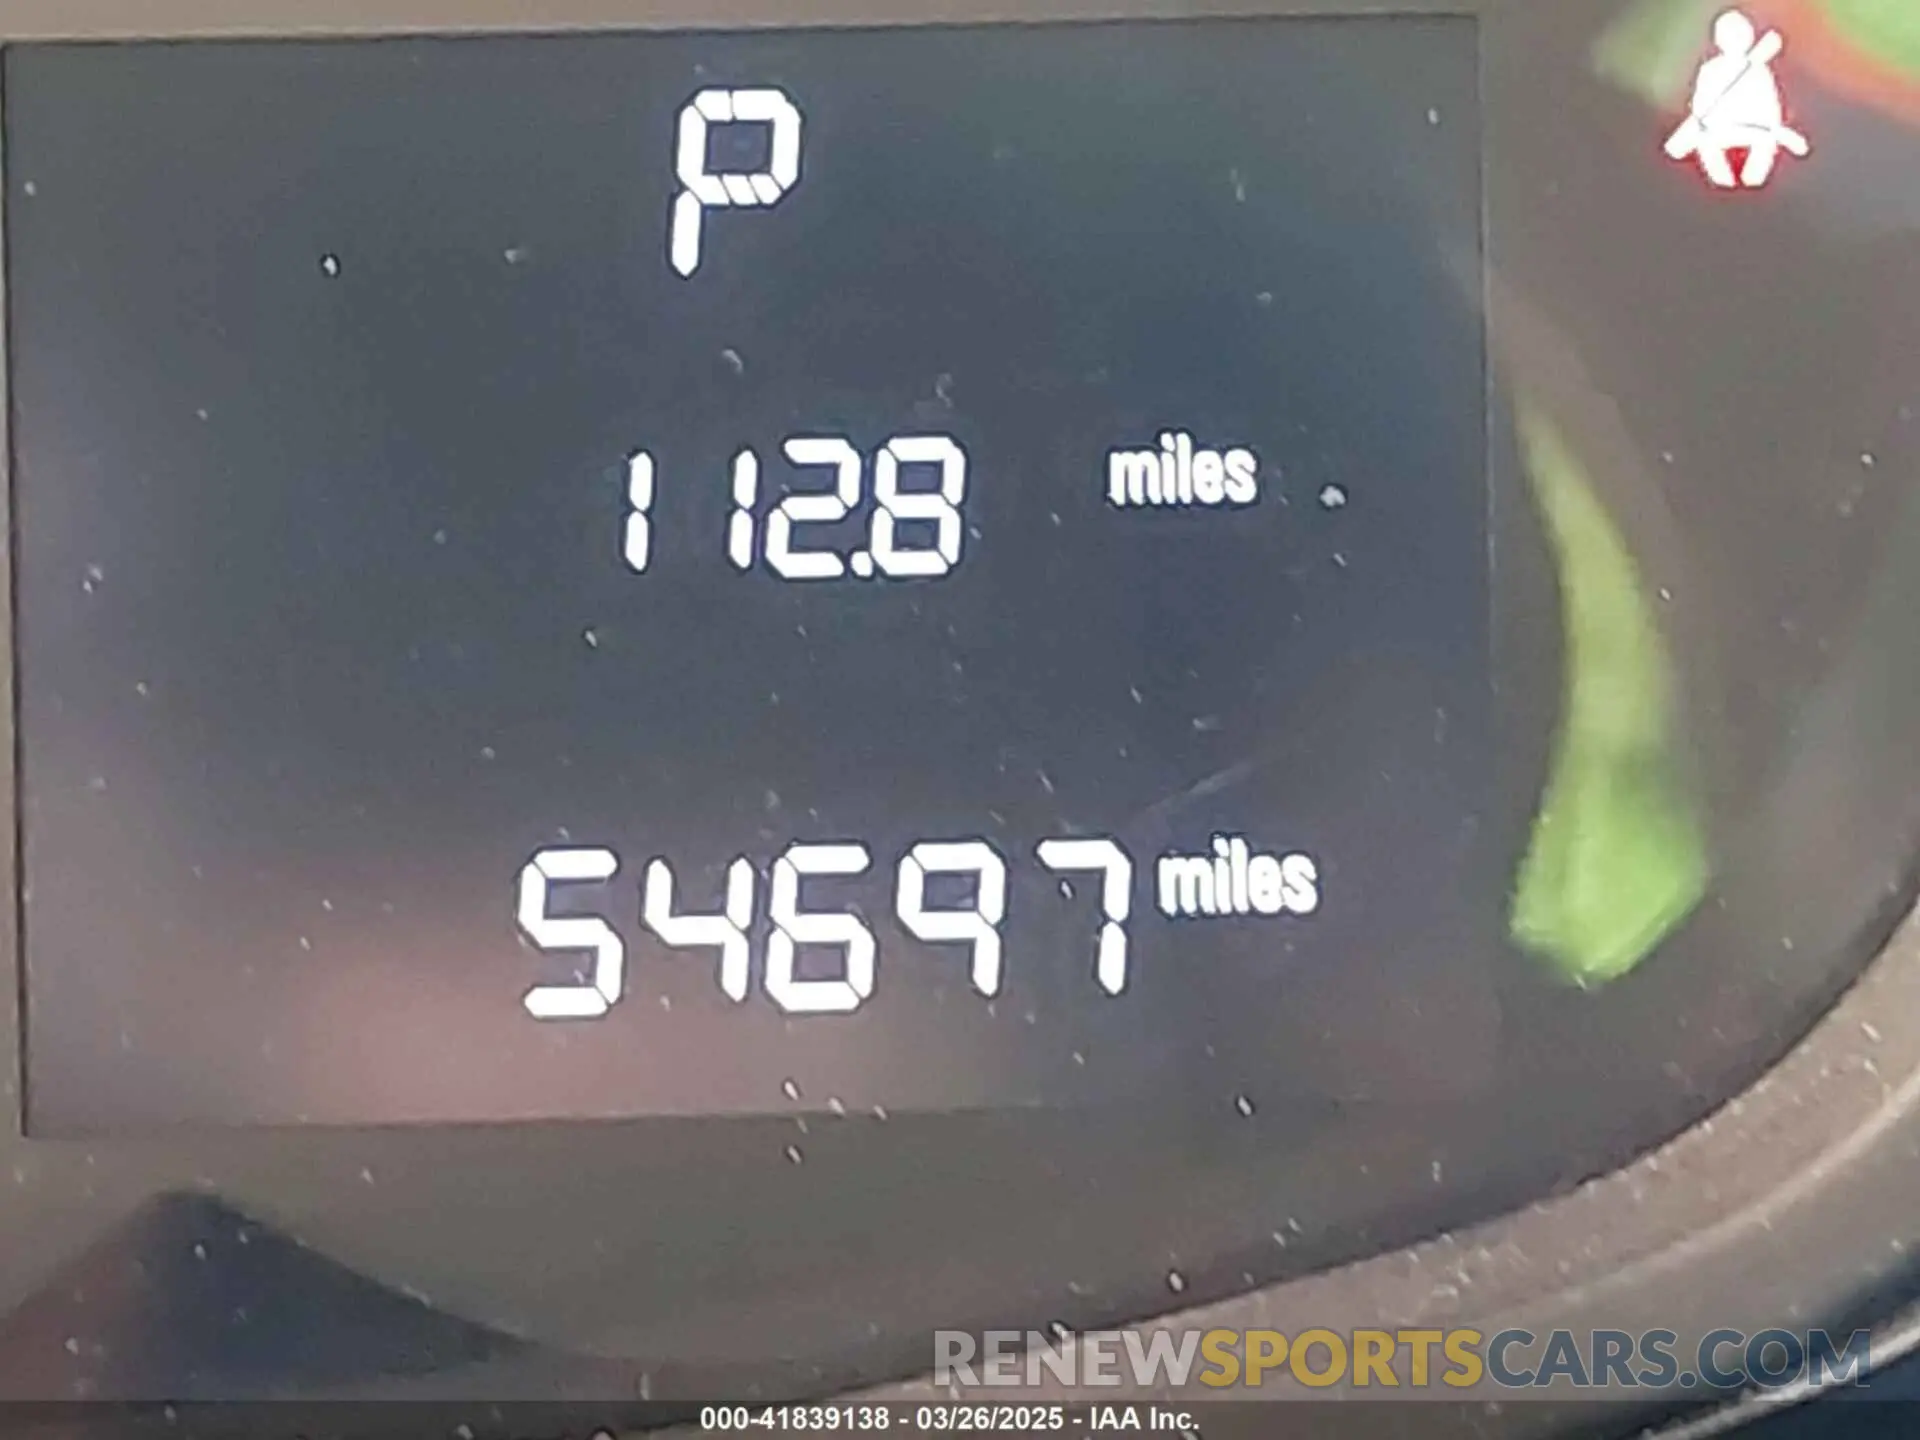 P
112.8 miles
54697 miles
RENEWSPORTSCARS.COM
000-41839138 - 03/26/2025 - IAA Inc.